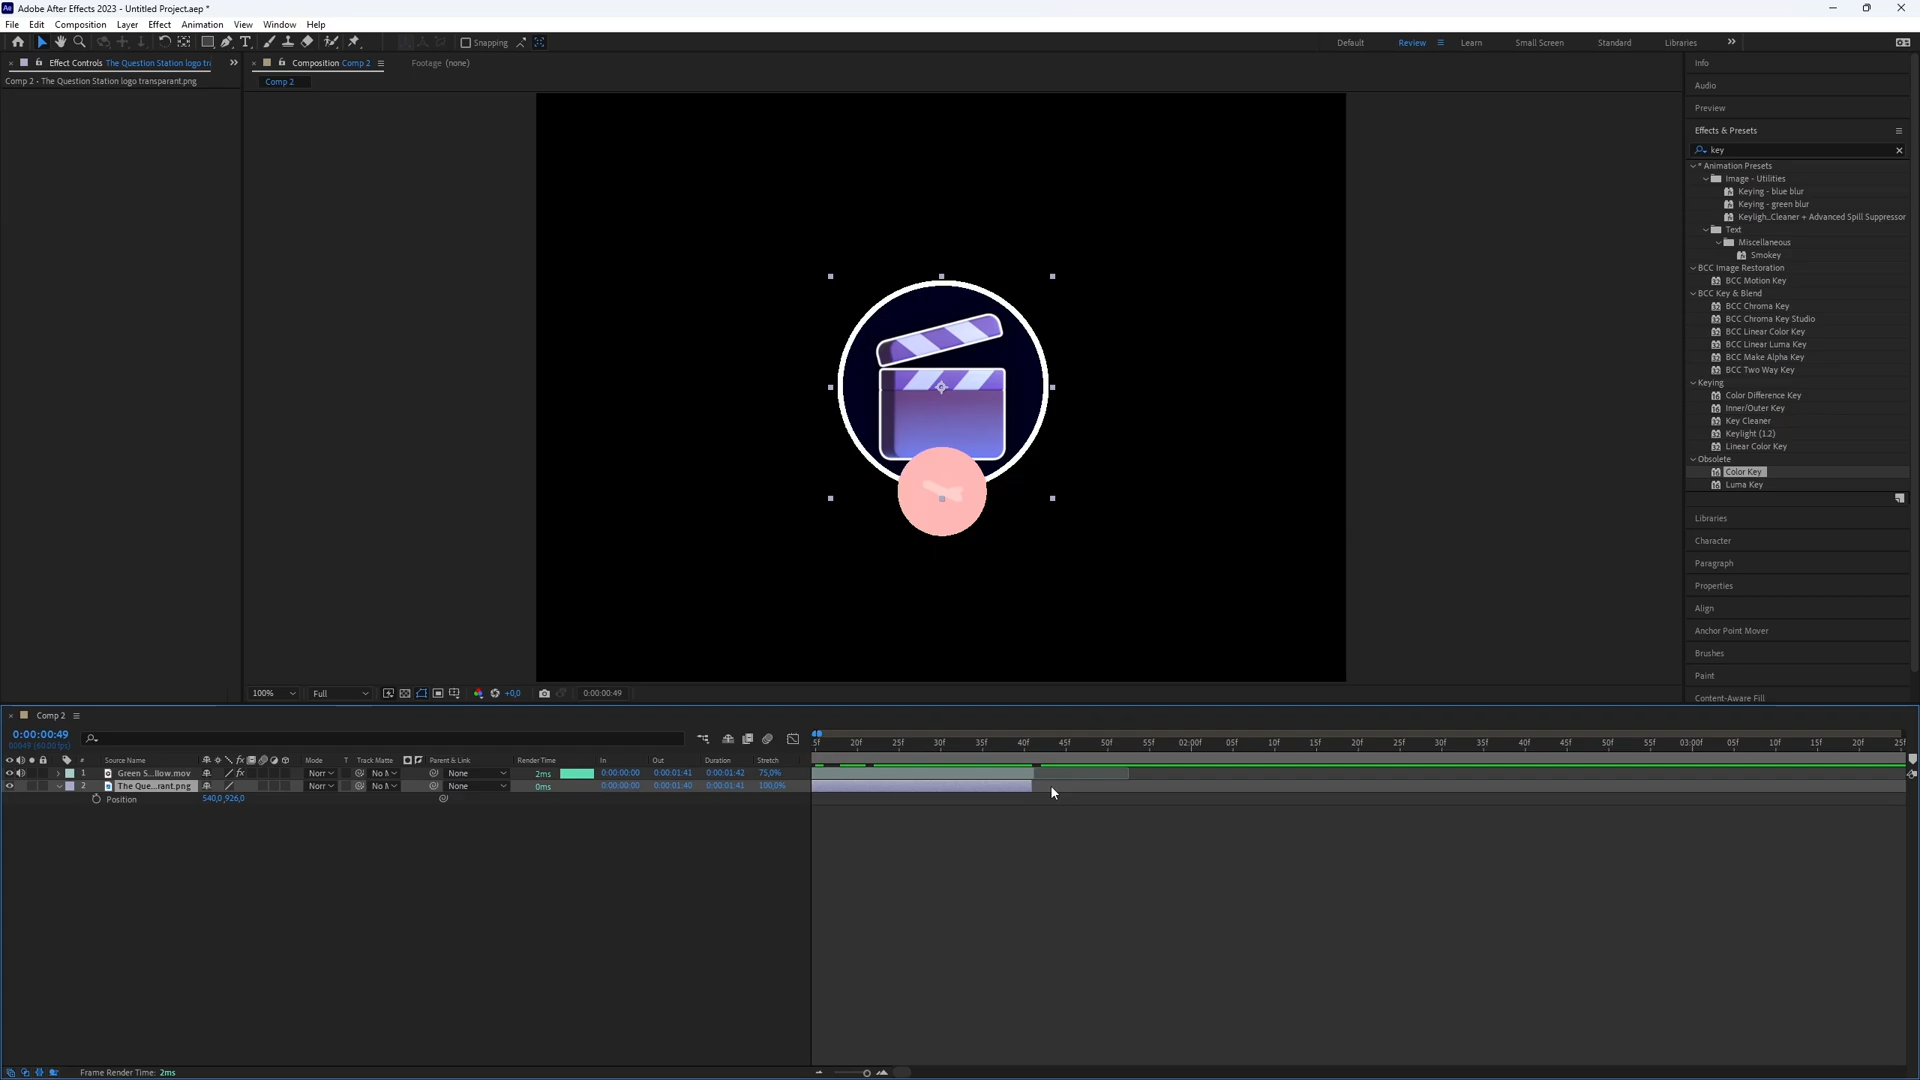 Adobe After Effects 2023 - Untitled Project.aep *
File Edit Composition Layer Effect Animation View Window Help
Snapping
Default Review Learn Small Screen Standard Libraries
Effect Controls The Question Station logo tr
Composition Comp 2
Footage (none)
Comp 2 - The Question Station logo transparant.png
Comp 2
Info
Audio
Preview
Effects & Presets
key
* Animation Presets
Image - Utilities
Keying - blue blur
Keying - green blur
Keyligh...Cleaner + Advanced Spill Suppressor
Text
Miscellaneous
Smokey
BCC Image Restoration
BCC Motion Key
BCC Key & Blend
BCC Chroma Key
BCC Chroma Key Studio
BCC Linear Color Key
BCC Linear Luma Key
BCC Make Alpha Key
BCC Two Way Key
Keying
Color Difference Key
Inner/Outer Key
Key Cleaner
Keylight (1.2)
Linear Color Key
Obsolete
Color Key
Luma Key
Libraries
Character
Paragraph
Properties
Align
Anchor Point Mover
Brushes
Paint
Content-Aware Fill
100% Full +0,0 0:00:00:49
Comp 2
0:00:00:49
00049 (60.00 fps)
5f 20f 25f 30f 35f 40f 45f 50f 55f 02:00f 05f 10f 15f 20f 25f 30f 35f 40f 45f 50f 55f 03:00f 05f 10f 15f 20f 25f
# Source Name Mode T Track Matte Parent & Link Render Time In Out Duration Stretch
1 Green S...llow.mov Norr No M None 2ms 0:00:00:00 0:00:01:41 0:00:01:42 75,0%
2 The Que...rant.png Norr No M None 0ms 0:00:00:00 0:00:01:40 0:00:01:41 100,0%
Position 540,0,926,0
Frame Render Time: 2ms